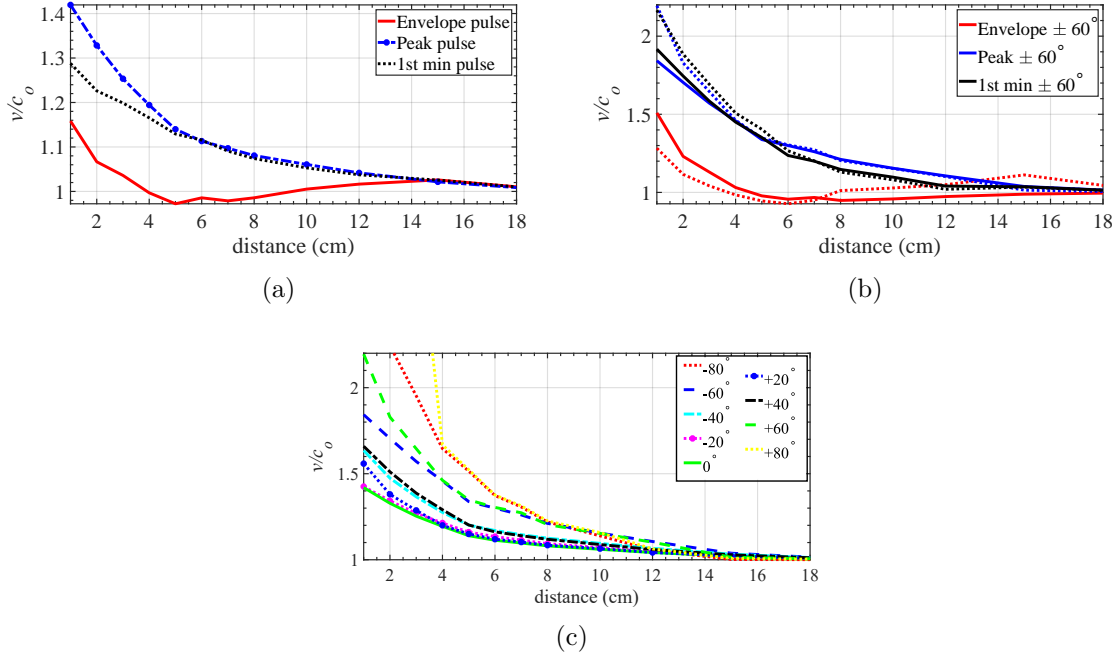 1.4
1.3
1.2
1.1
1
v/c_o
2 4 6 8 10 12 14 16 18
distance (cm)
Envelope pulse
Peak pulse
1st min pulse
(a)
2
1.5
1
v/c_o
2 4 6 8 10 12 14 16 18
distance (cm)
Envelope ± 60°
Peak ± 60°
1st min ± 60°
(b)
2
1.5
1
v/c_o
2 4 6 8 10 12 14 16 18
distance (cm)
-80°
-60°
-40°
-20°
0°
+20°
+40°
+60°
+80°
(c)